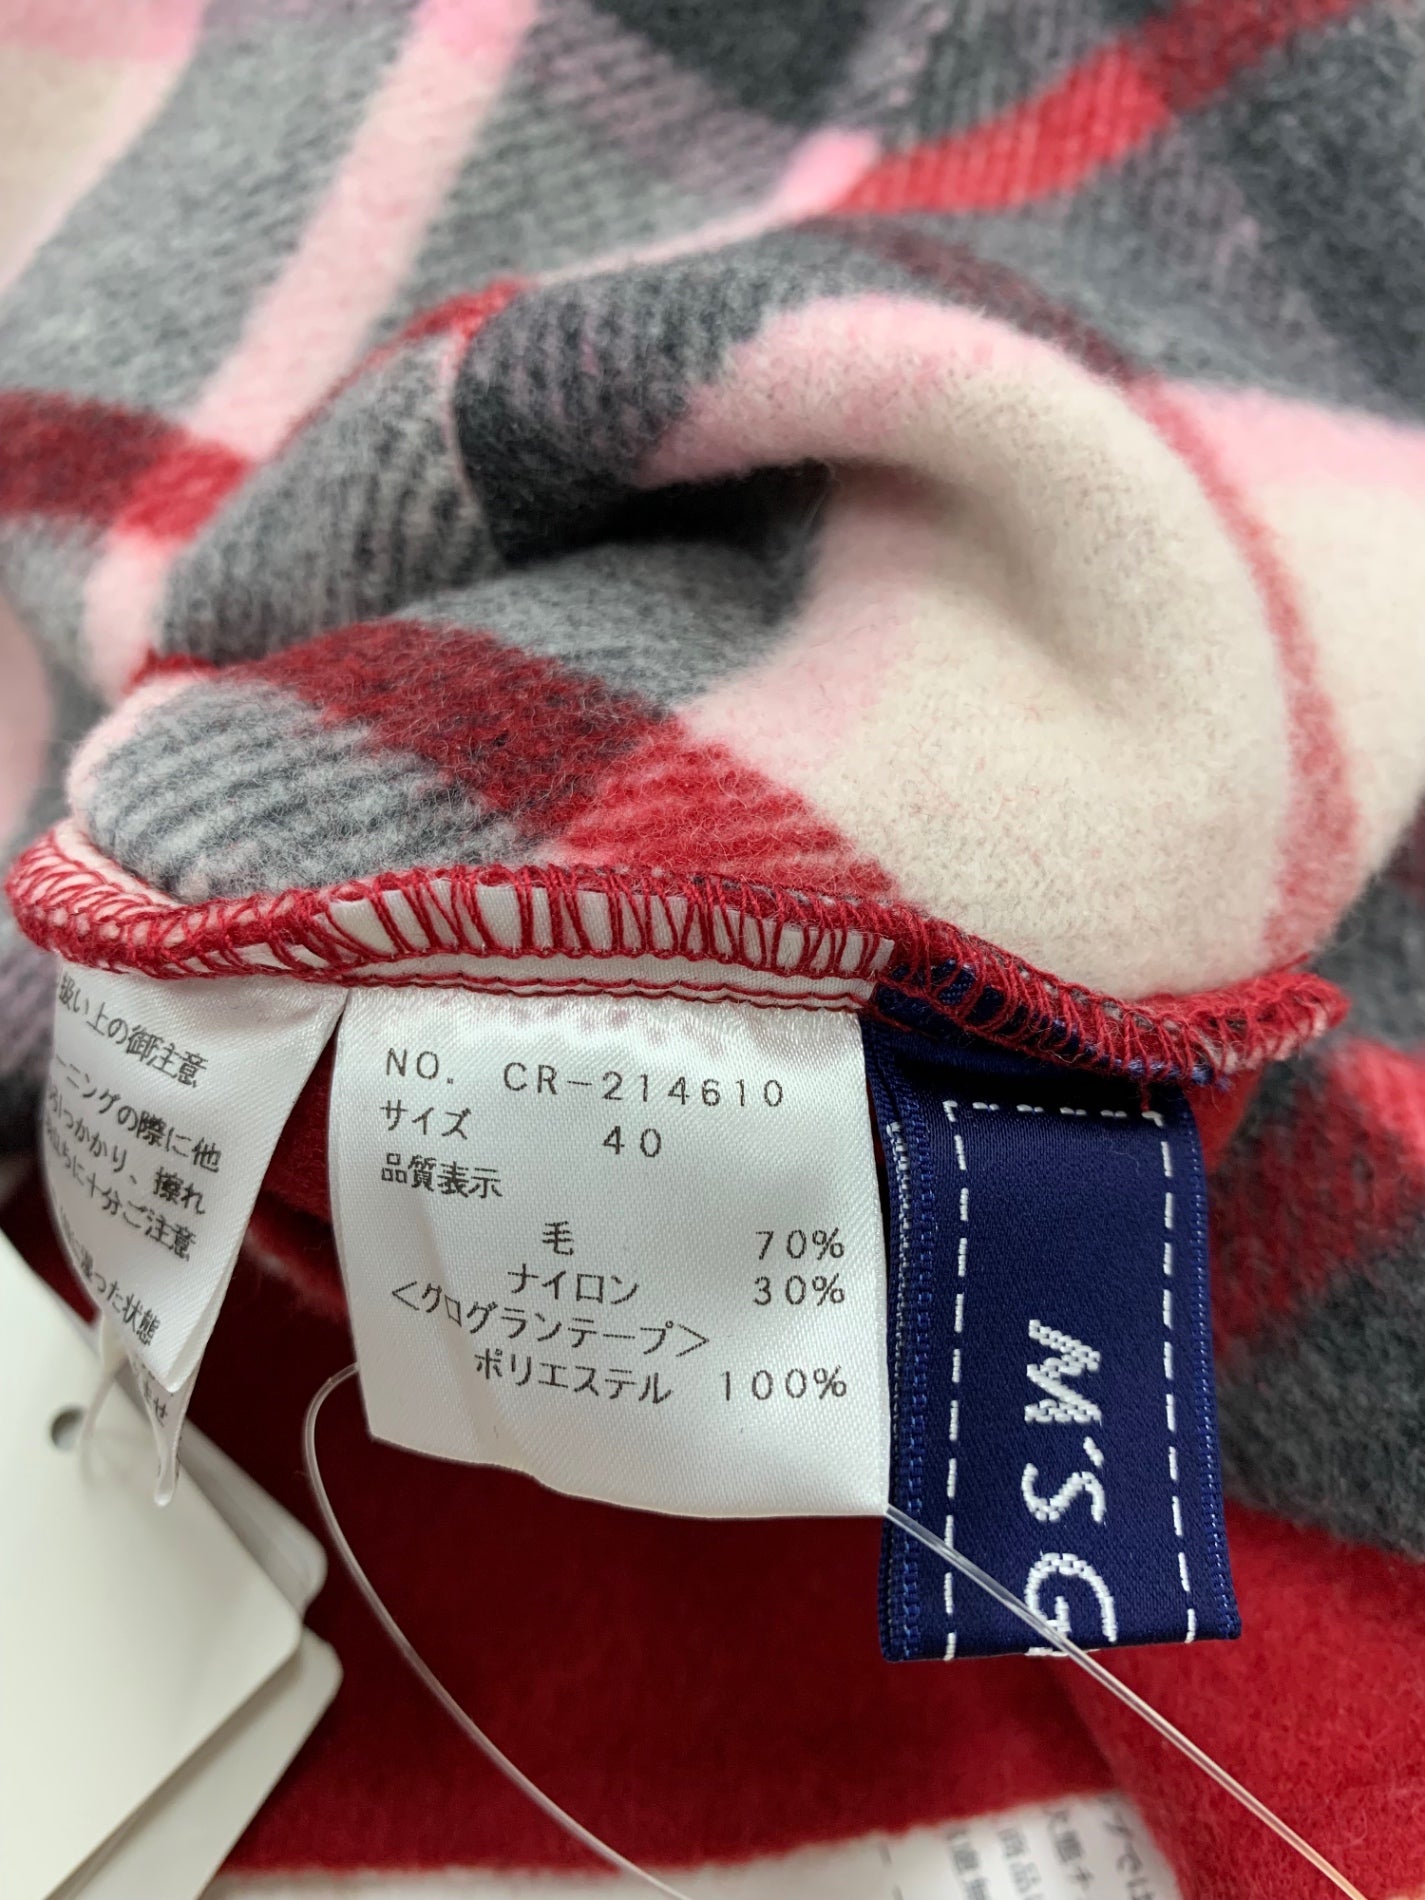 扱い上の御注意
ーニングの際に他
っかかり、擦れ
立ちに十分ご注意
った状態
NO. CR-214610
サイズ 40
品質表示
毛 70%
ナイロン 30%
<グログランテープ>
ポリエステル 100%
M'S G
商品